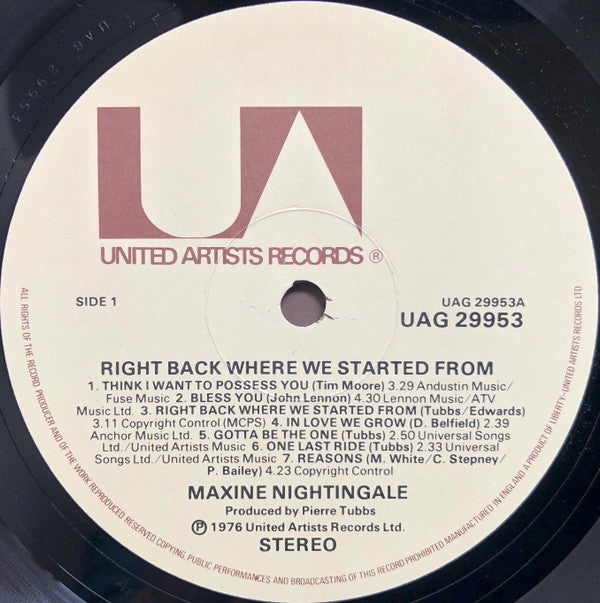 UAG 29953
UA
UNITED ARTISTS RECORDS ®
SIDE 1
UAG 29953A
UAG 29953
RIGHT BACK WHERE WE STARTED FROM
1. THINK I WANT TO POSSESS YOU (Tim Moore) 3.29 Andustin Music/
Fuse Music 2. BLESS YOU (John Lennon) 4.30 Lennon Music/ATV
Music Ltd. 3. RIGHT BACK WHERE WE STARTED FROM (Tubbs/Edwards)
3.11 Copyright Control (MCPS) 4. IN LOVE WE GROW (D. Belfield) 2.39
Anchor Music Ltd. 5. GOTTA BE THE ONE (Tubbs) 2.50 Universal Songs
Ltd./United Artists Music 6. ONE LAST RIDE (Tubbs) 2.33 Universal
Songs Ltd./United Artists Music 7. REASONS (M. White/C. Stepney/
P. Bailey) 4.23 Copyright Control
MAXINE NIGHTINGALE
Produced by Pierre Tubbs
℗ 1976 United Artists Records Ltd.
STEREO
ALL RIGHTS OF THE RECORD PRODUCER AND OF THE OWNER OF THE WORK REPRODUCED RESERVED COPYING, PUBLIC PERFORMANCES AND BROADCASTING OF THIS RECORD PROHIBITED MANUFACTURED IN ENGLAND A PRODUCT OF LIBERTY-UNITED ARTISTS RECORDS LTD